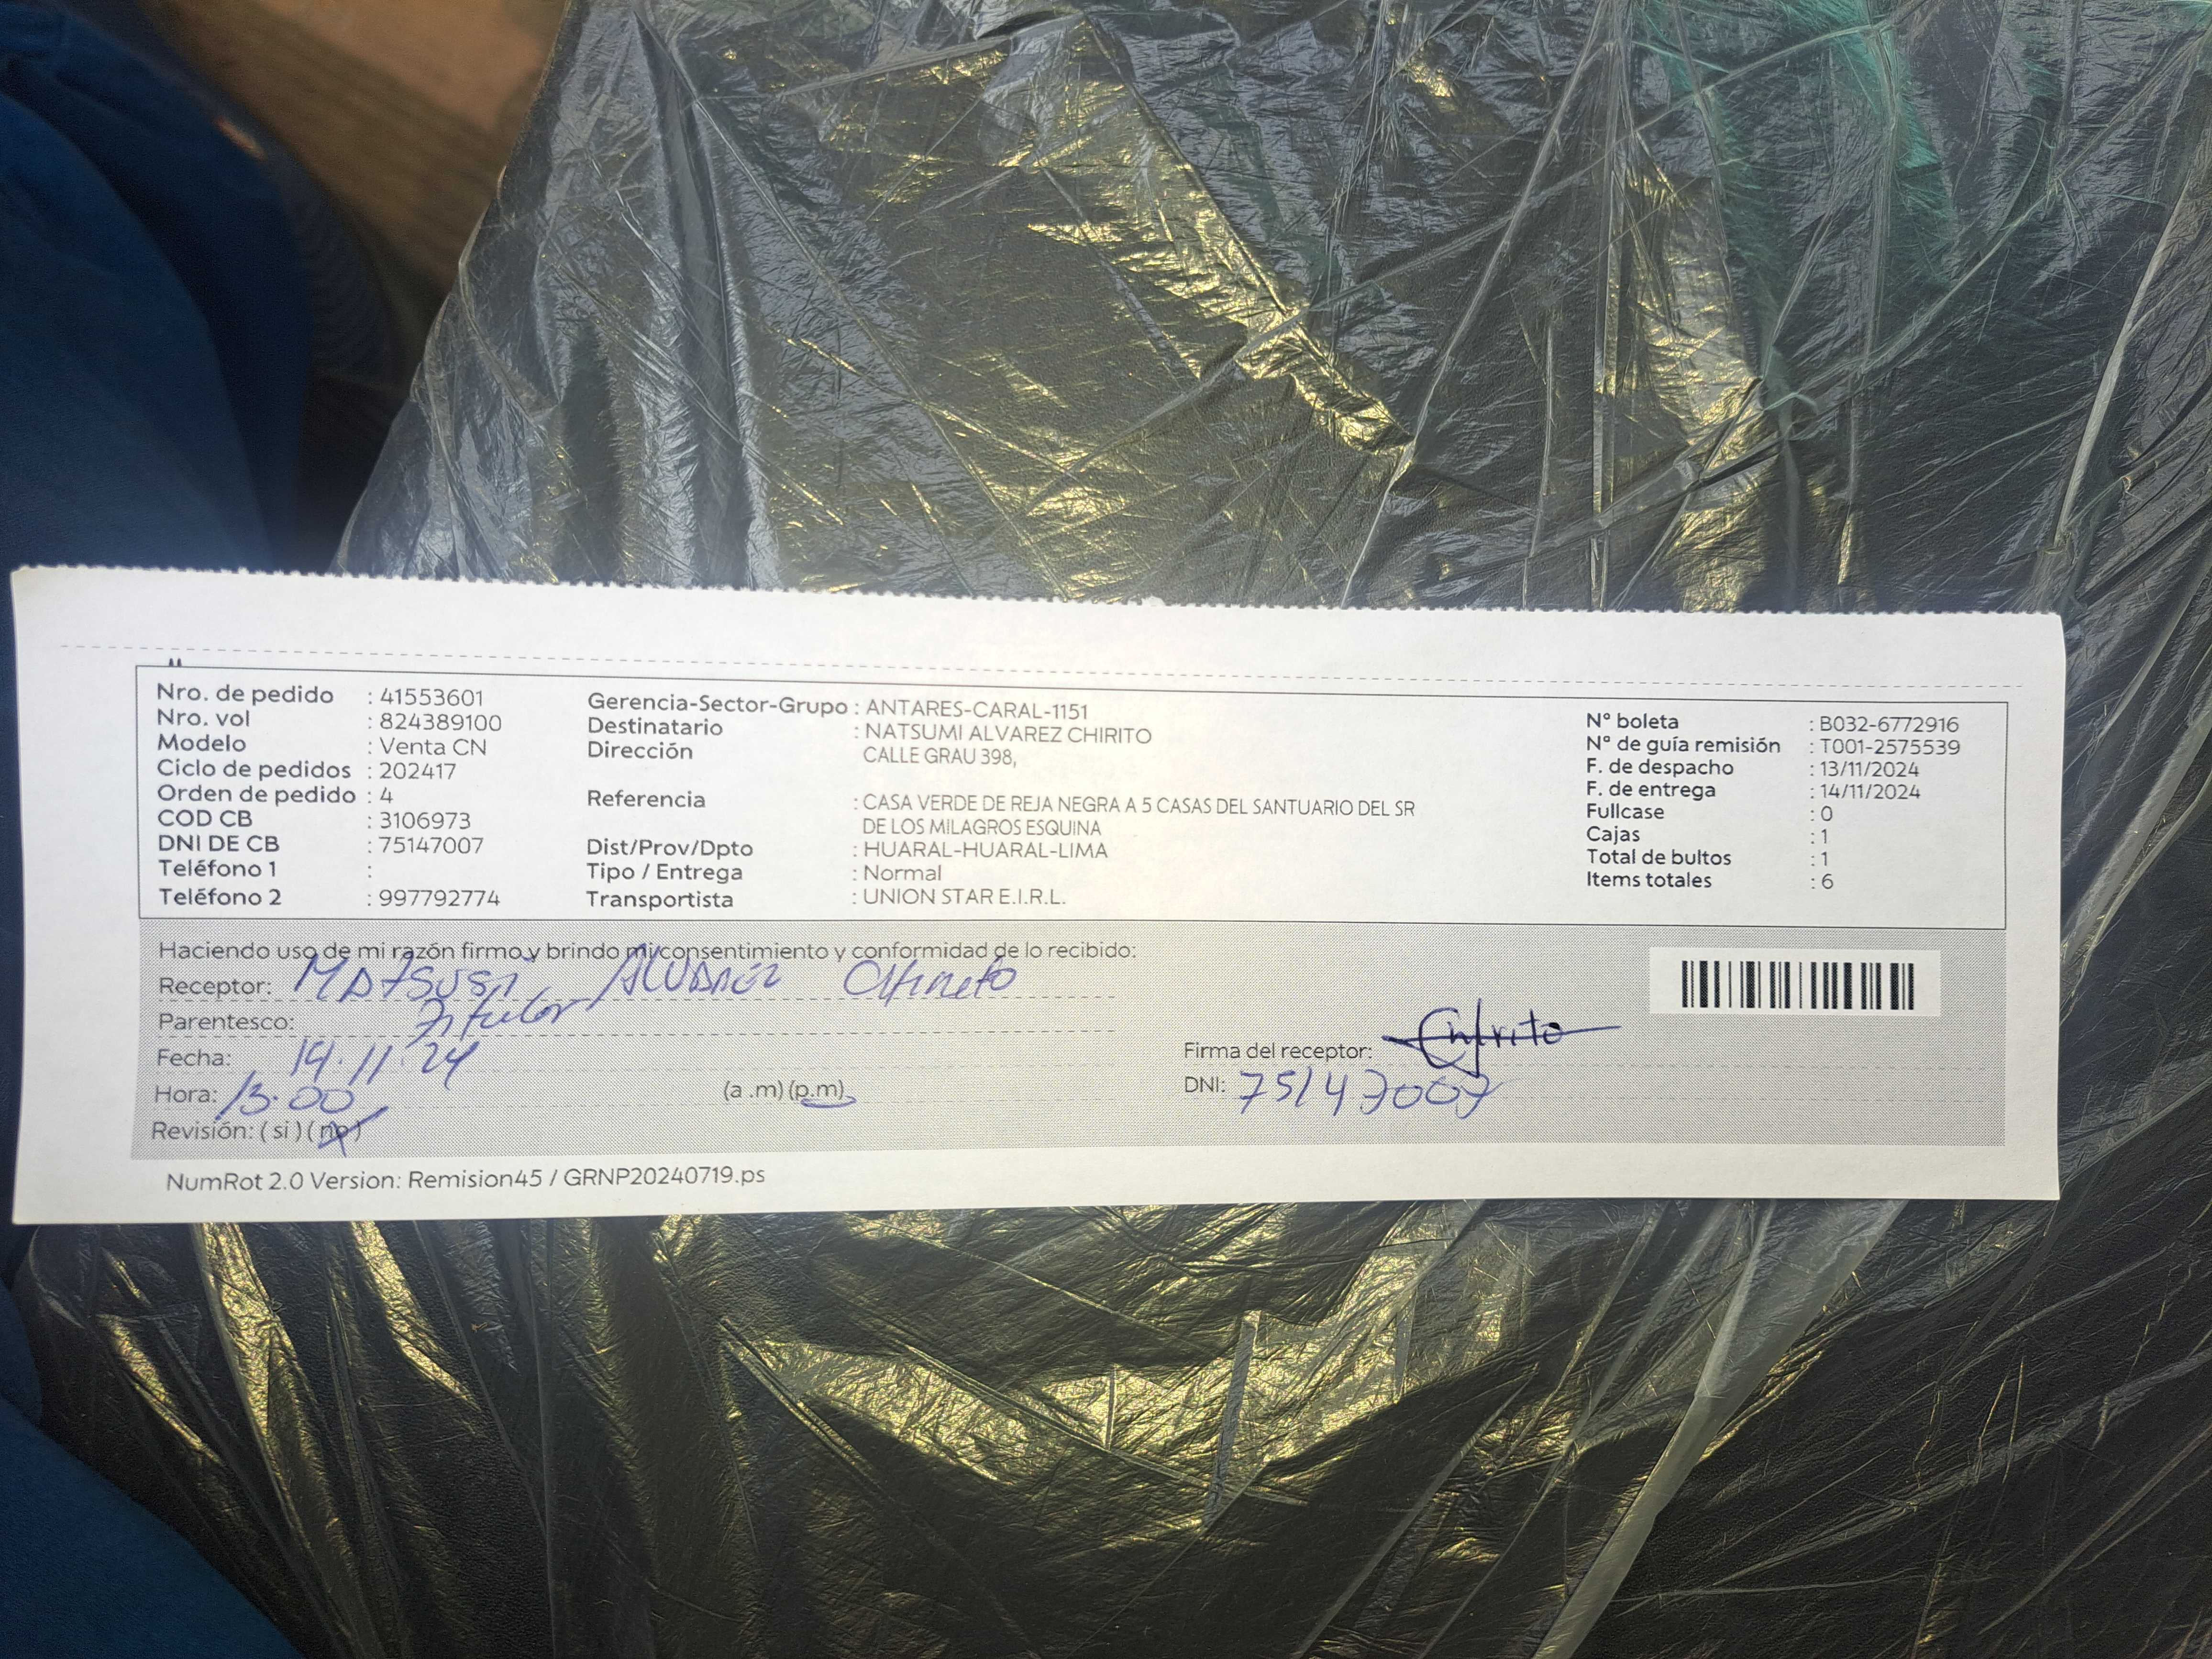 Nro. de pedido : 41553601
Nro. vol : 824389100
Modelo : Venta CN
Ciclo de pedidos : 202417
Orden de pedido : 4
COD CB : 3106973
DNI DE CB : 75147007
Teléfono 1 :
Teléfono 2 : 997792774
Gerencia-Sector-Grupo : ANTARES-CARAL-1151
Destinatario : NATSUMI ALVAREZ CHIRITO
Dirección CALLE GRAU 398,
Referencia : CASA VERDE DE REJA NEGRA A 5 CASAS DEL SANTUARIO DEL SR
DE LOS MILAGROS ESQUINA
Dist/Prov/Dpto : HUARAL-HUARAL-LIMA
Tipo / Entrega : Normal
Transportista : UNION STAR E.I.R.L.
N° boleta : B032-6772916
N° de guía remisión : T001-2575539
F. de despacho : 13/11/2024
F. de entrega : 14/11/2024
Fullcase : 0
Cajas : 1
Total de bultos : 1
Items totales : 6
Haciendo uso de mi razón firmo y brindo mi consentimiento y conformidad de lo recibido:
Receptor: Alvarez
Parentesco: Titular
Fecha: 14.11.24
Hora: 13:00 (a .m) (p.m)
Revisión: ( si ) ( no )
Firma del receptor: Chirito
DNI: 75147007
NumRot 2.0 Version: Remision45 / GRNP20240719.ps